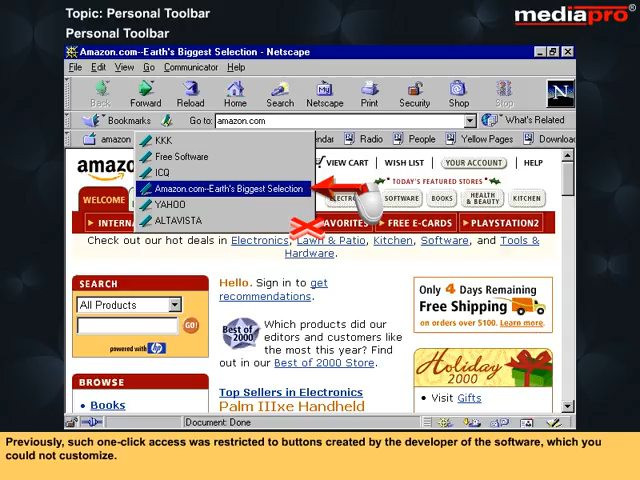 Topic: Personal Toolbar
mediapro®
Personal Toolbar
Amazon.com--Earth's Biggest Selection - Netscape
File Edit View Go Communicator Help
Back Forward Reload Home Search Netscape Print Security Shop Stop
N
Bookmarks Go to: amazon.com What's Related
amazon Radio People Yellow Pages
KKK
Free Software
ICQ
Amazon.com--Earth's Biggest Selection
YAHOO
ALTAVISTA
VIEW CART WISH LIST YOUR ACCOUNT HELP
TODAY'S FEATURED STORES
WELCOME SOFTWARE BOOKS HEALTH & BEAUTY KITCHEN
FREE E-CARDS PLAYSTATION2
Check out our hot deals in Electronics, Lawn & Patio, Kitchen, Software, and Tools &
Hardware.
SEARCH
All Products
GO!
powered by hp
BROWSE
Books
Hello. Sign in to get
recommendations.
Best of 2000
Which products did our
editors and customers like
the most this year? Find
out in our Best of 2000 Store.
Top Sellers in Electronics
Palm IIIxe Handheld
Only 4 Days Remaining
Free Shipping
on orders over $100. Learn more.
Holiday
2000
Visit Gifts
Document: Done
Previously, such one-click access was restricted to buttons created by the developer of the software, which you
could not customize.